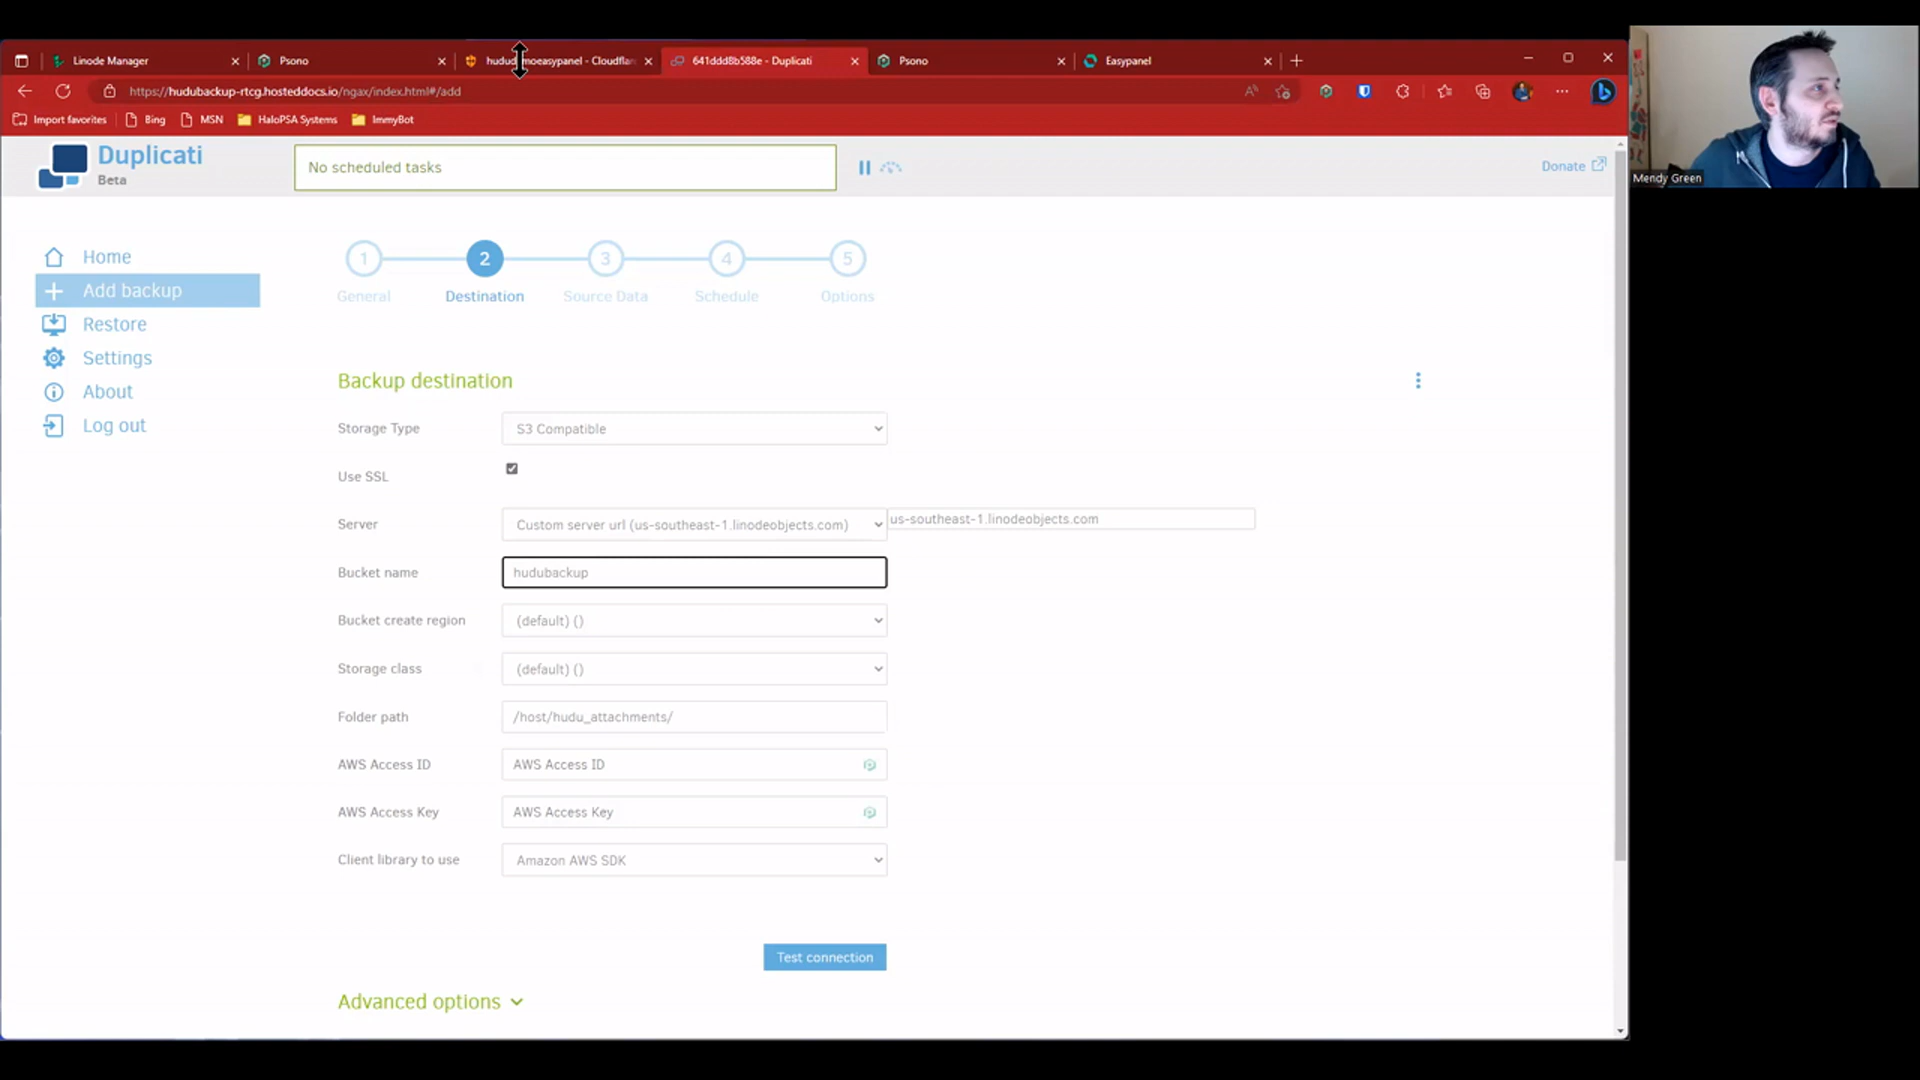 Linode Manager
Psono
641ddd8b588e - Duplicati
Psono
Easypanel
https://hudubackup-rtcg.hosteddocs.io/ngax/index.html#/add
Import favorites
Bing
MSN
HaloPSA Systems
ImmyBot
Mendy Green
Duplicati
Beta
No scheduled tasks
Donate
Home
Add backup
Restore
Settings
About
Log out
1
2
3
4
5
General
Destination
Source Data
Schedule
Options
Backup destination
Storage Type
S3 Compatible
Use SSL
Server
Custom server url (us-southeast-1.linodeobjects.com)
us-southeast-1.linodeobjects.com
Bucket name
hudubackup
Bucket create region
(default) ()
Storage class
(default) ()
Folder path
/host/hudu_attachments/
AWS Access ID
AWS Access ID
AWS Access Key
AWS Access Key
Client library to use
Amazon AWS SDK
Test connection
Advanced options